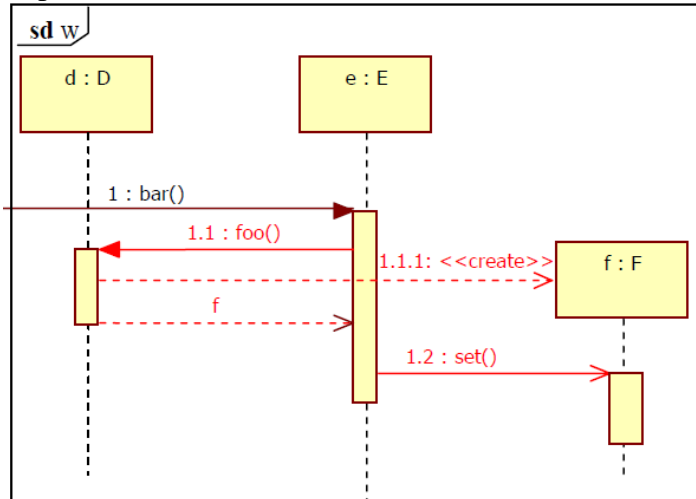 sd w
d : D
e : E
1 : bar()
1.1 : foo()
1.1.1: <<create>>
f : F
f
1.2 : set()